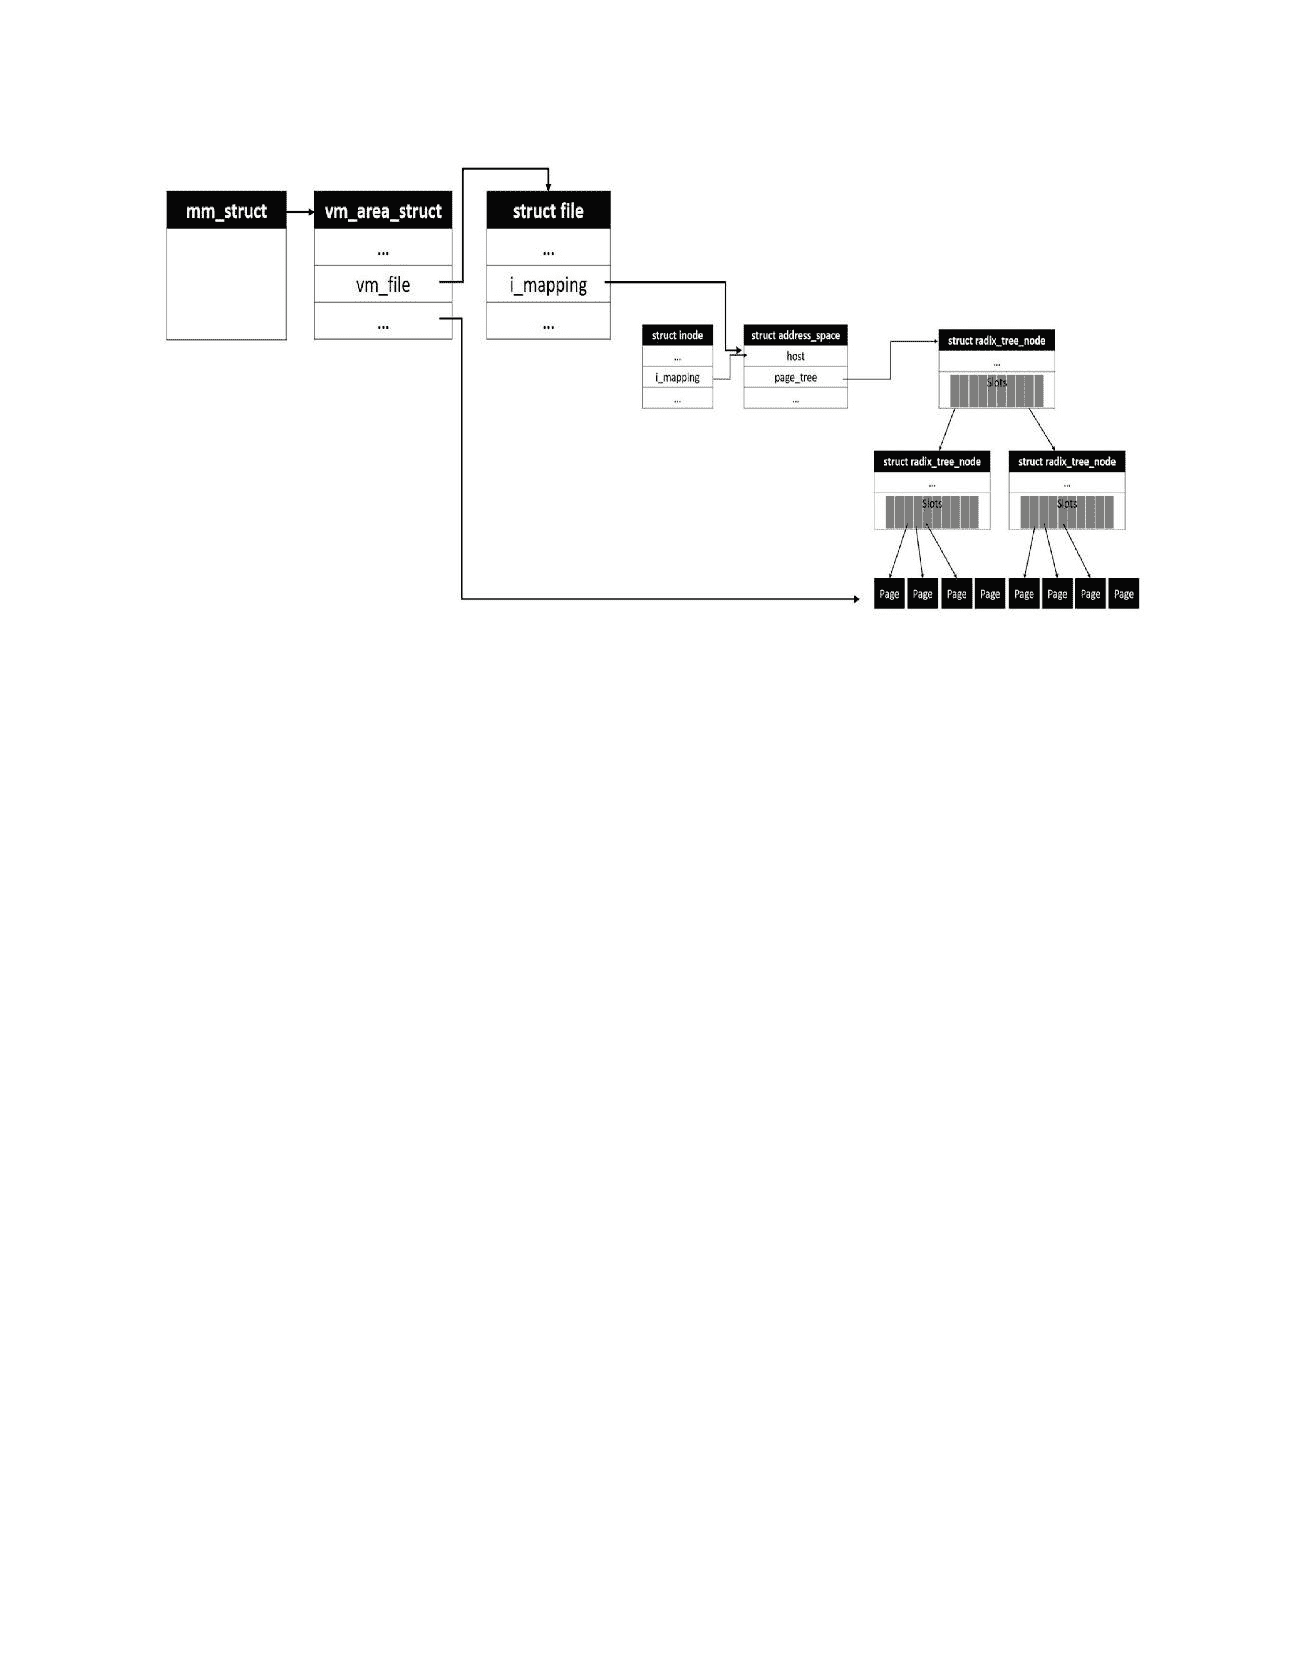 mm_struct
vm_area_struct
...
vm_file
...
struct file
...
i_mapping
...
struct inode
...
i_mapping
...
struct address_space
host
page_tree
...
struct radix_tree_node
...
Slots
struct radix_tree_node
...
Slots
struct radix_tree_node
...
Slots
Page Page Page Page Page Page Page Page